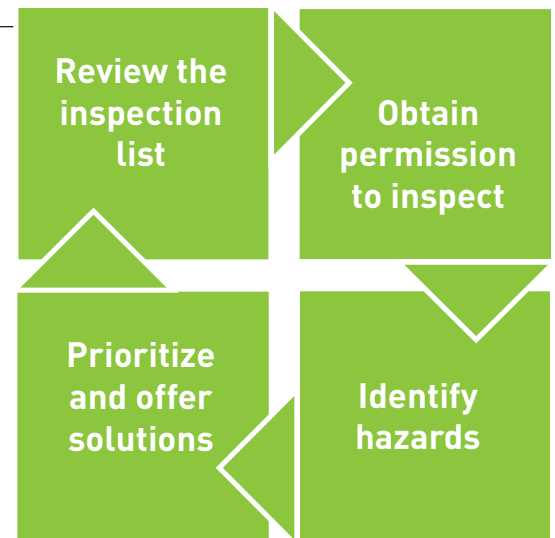 Review the
inspection
list
Obtain
permission
to inspect
Identify
hazards
Prioritize
and offer
solutions